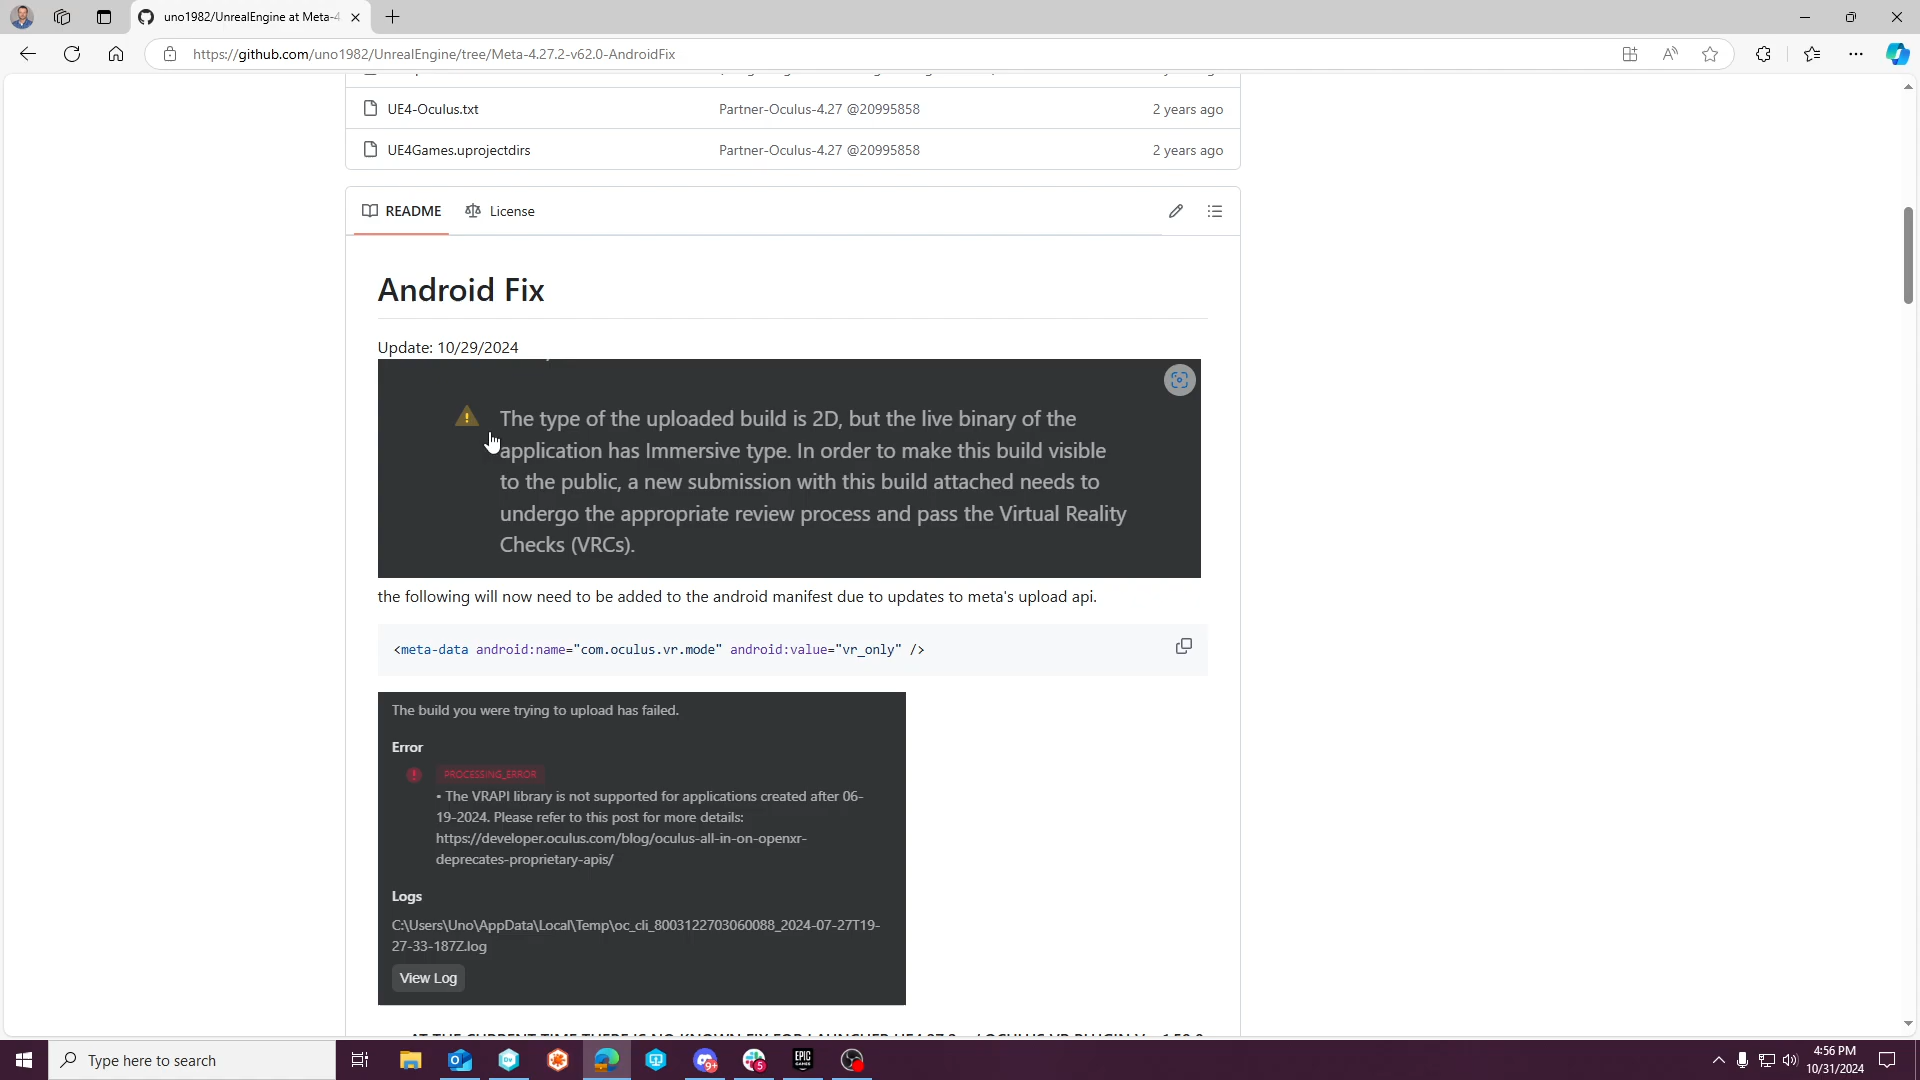 uno1982/UnrealEngine at Meta-4
https://github.com/uno1982/UnrealEngine/tree/Meta-4.27.2-v62.0-AndroidFix
UE4-Oculus.txt Partner-Oculus-4.27 @20995858 2 years ago
UE4Games.uprojectdirs Partner-Oculus-4.27 @20995858 2 years ago
README License
Android Fix
Update: 10/29/2024
The type of the uploaded build is 2D, but the live binary of the
application has Immersive type. In order to make this build visible
to the public, a new submission with this build attached needs to
undergo the appropriate review process and pass the Virtual Reality
Checks (VRCs).
the following will now need to be added to the android manifest due to updates to meta's upload api.
<meta-data android:name="com.oculus.vr.mode" android:value="vr_only" />
The build you were trying to upload has failed.
Error
PROCESSING_ERROR
• The VRAPI library is not supported for applications created after 06-
19-2024. Please refer to this post for more details:
https://developer.oculus.com/blog/oculus-all-in-on-openxr-
deprecates-proprietary-apis/
Logs
C:\Users\Uno\AppData\Local\Temp\oc_cli_8003122703060088_2024-07-27T19-
27-33-187Z.log
View Log
Type here to search
9+
5
EPIC
GAMES
4:56 PM
10/31/2024